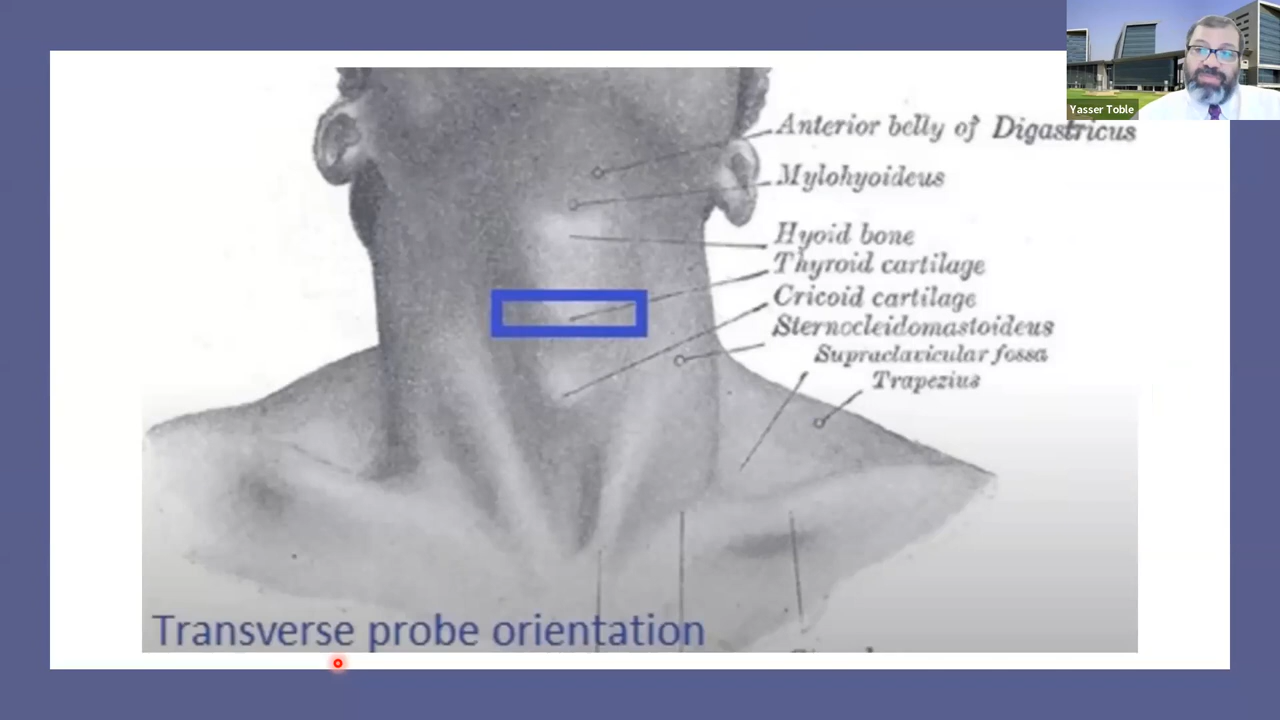 Yasser Toble
Anterior belly of Digastricus
Mylohyoideus
Hyoid bone
Thyroid cartilage
Cricoid cartilage
Sternocleidomastoideus
Supraclavicular fossa
Trapezius
Transverse probe orientation